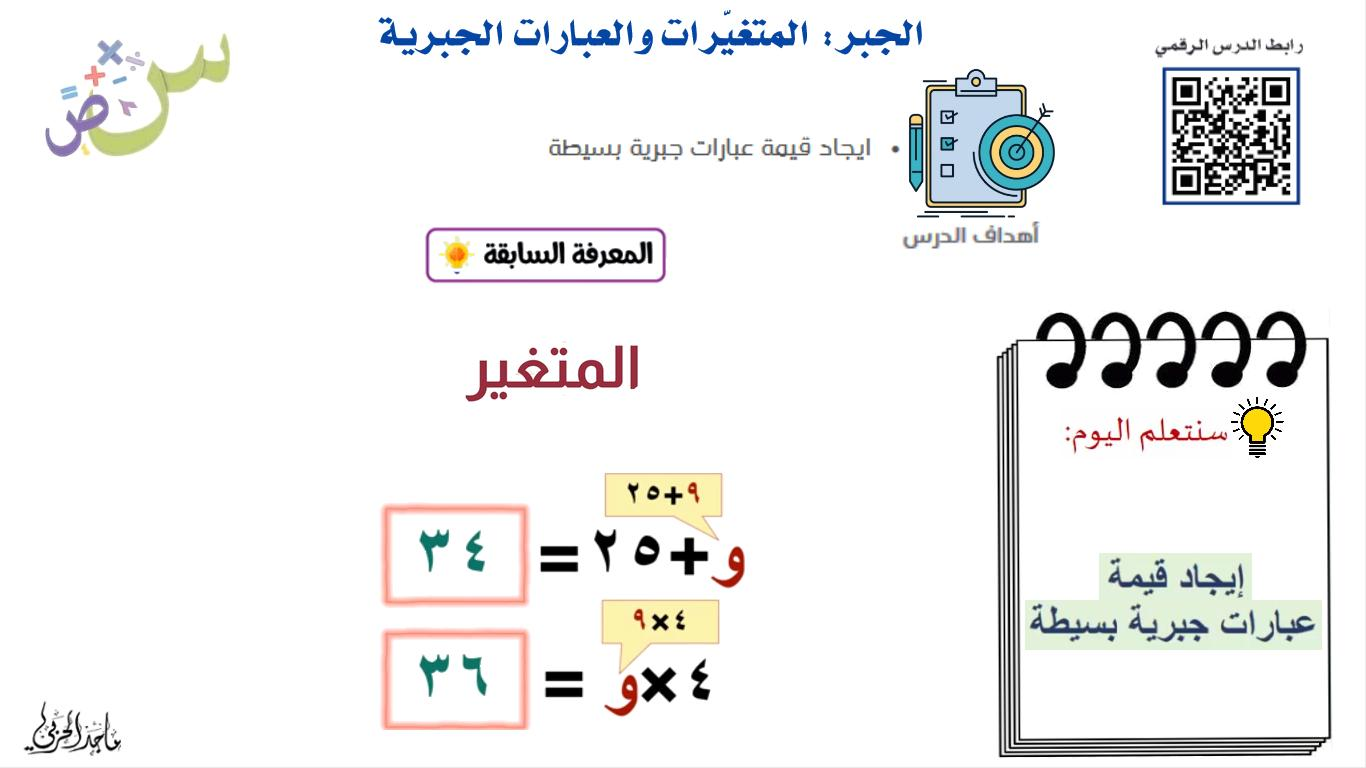 الجبر: المتغيّرات والعبارات الجبرية
رابط الدرس الرقمي
س
ص
× ÷ + - =
• ايجاد قيمة عبارات جبرية بسيطة
أهداف الدرس
المعرفة السابقة
المتغير
سنتعلم اليوم:
إيجاد قيمة
عبارات جبرية بسيطة
٩+٢٥
و+٢٥ = ٣٤
٤×٩
٤×و = ٣٦